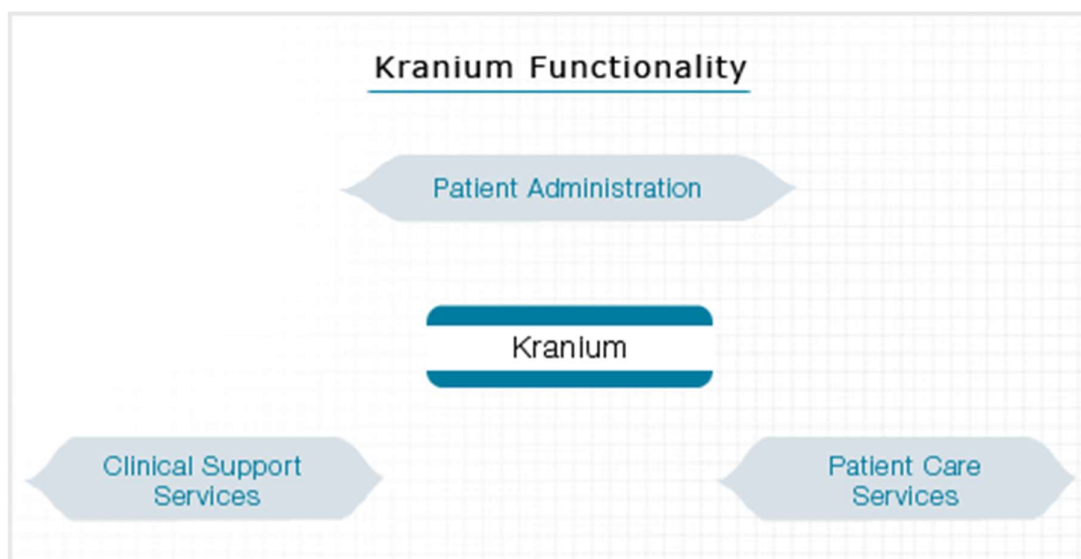 Kranium Functionality
Patient Administration
Kranium
Clinical Support
Services
Patient Care
Services